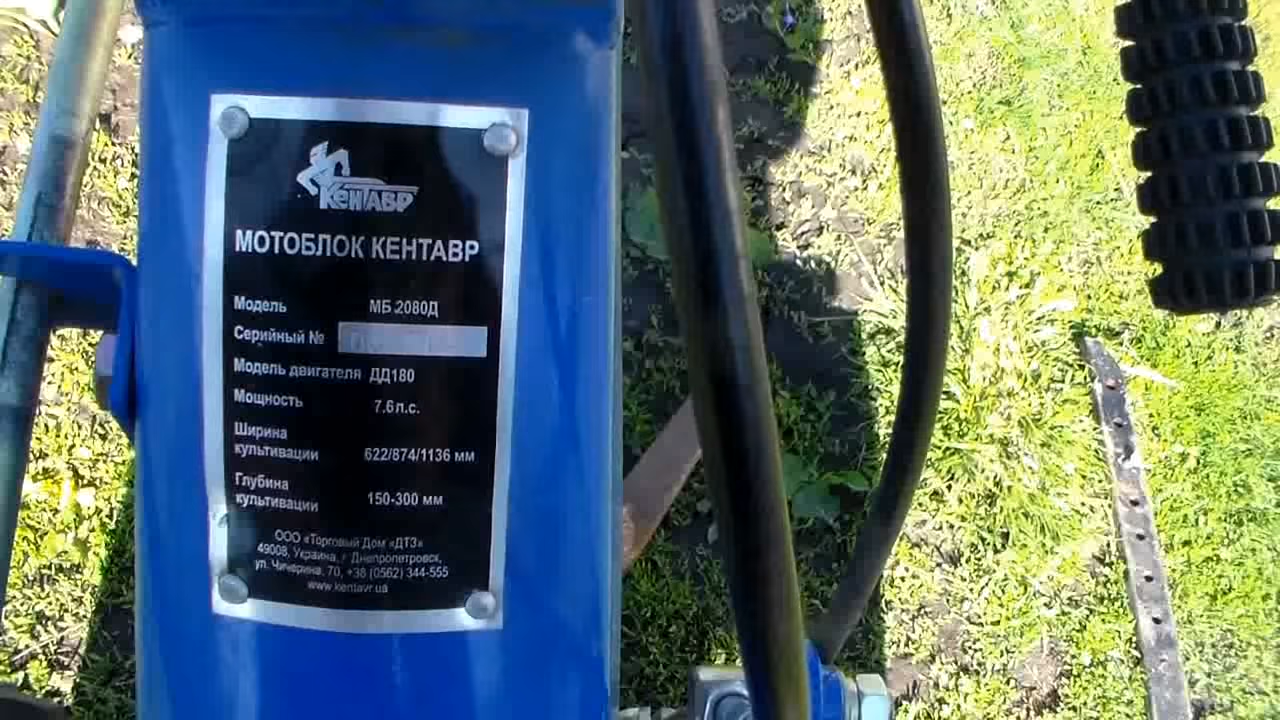 КЕНТАВР
МОТОБЛОК КЕНТАВР
Модель МБ 2080Д
Серийный №
Модель двигателя ДД180
Мощность 7.6 л.с.
Ширина
культивации 622/874/1136 мм
Глубина
культивации 150-300 мм
ООО «Торговый Дом «ДТЗ»
49008, Украина, г. Днепропетровск,
ул. Чичерина, 70, +38 (0562) 344-555
www.kentavr.ua